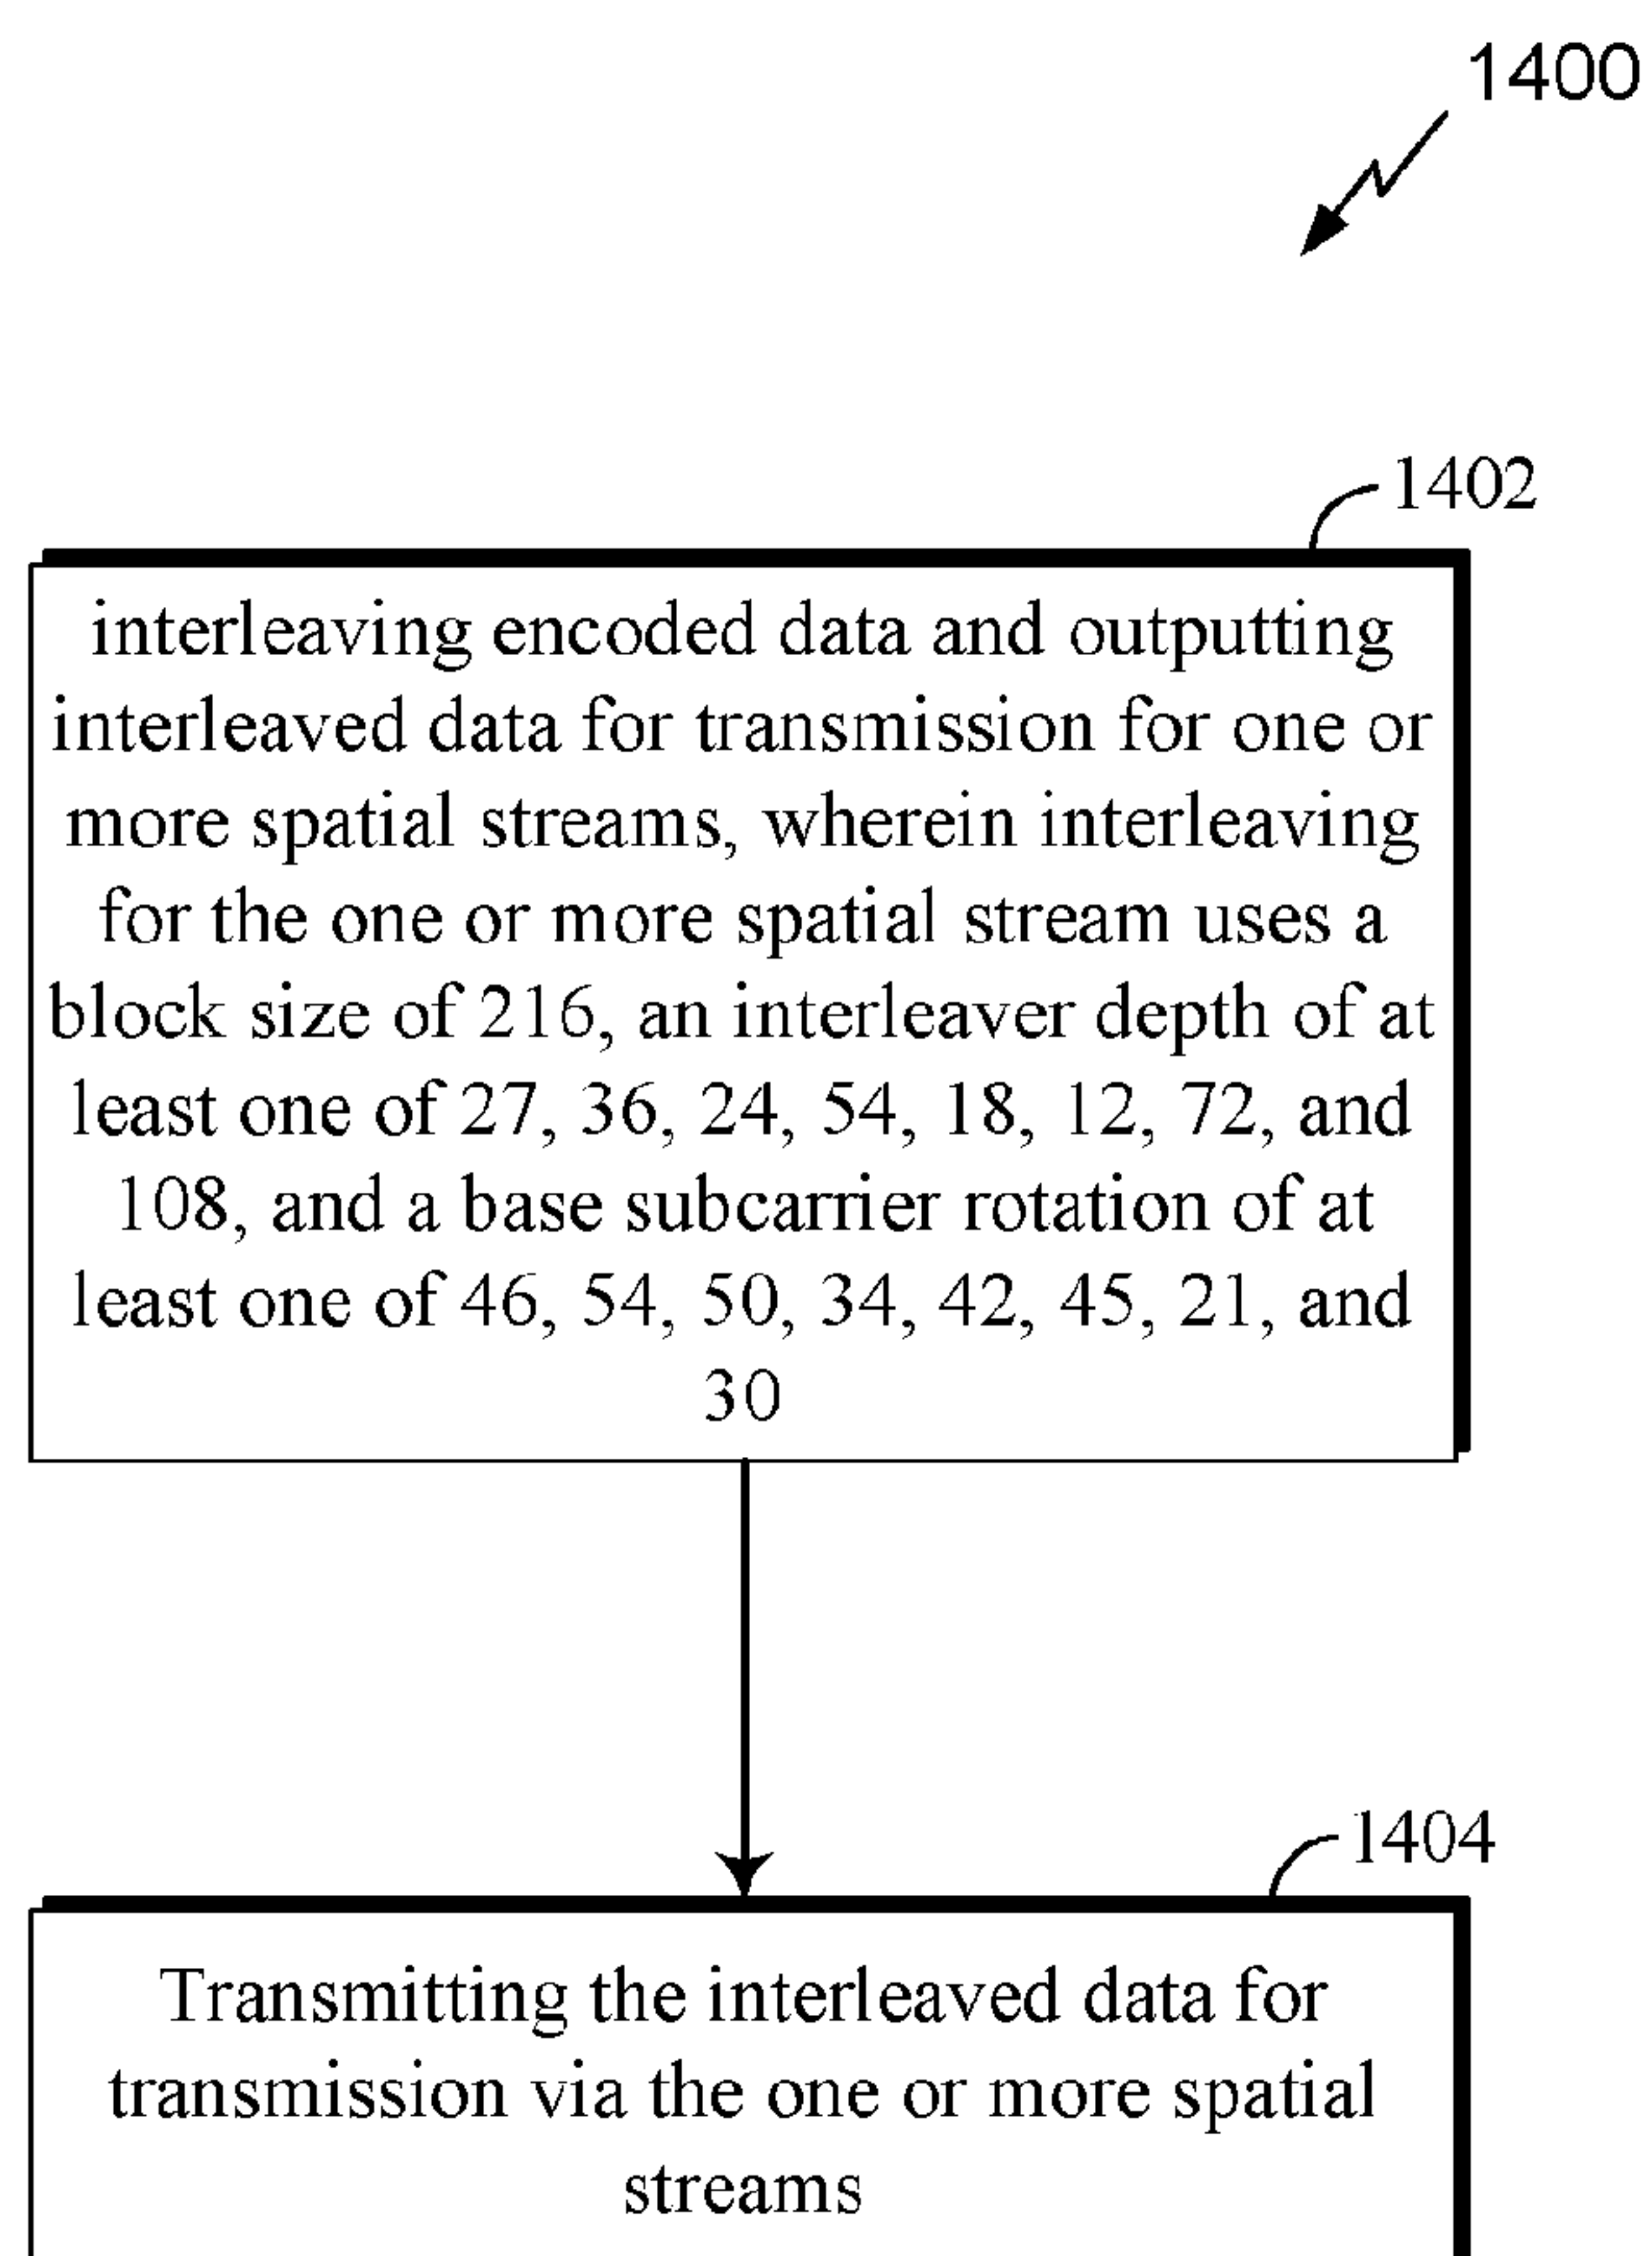 1400
1402
interleaving encoded data and outputting
interleaved data for transmission for one or
more spatial streams, wherein interleaving
for the one or more spatial stream uses a
block size of 216, an interleaver depth of at
least one of 27, 36, 24, 54, 18, 12, 72, and
108, and a base subcarrier rotation of at
least one of 46, 54, 50, 34, 42, 45, 21, and
30
1404
Transmitting the interleaved data for
transmission via the one or more spatial
streams